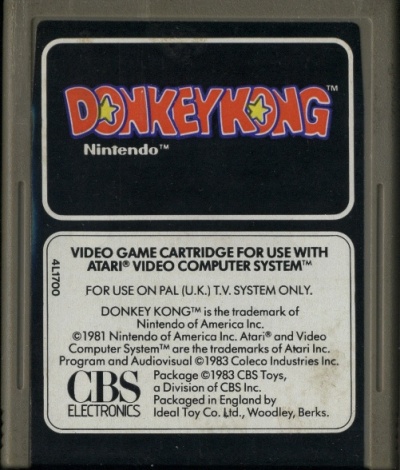 DONKEY KONG™
Nintendo™
4L1700
VIDEO GAME CARTRIDGE FOR USE WITH
ATARI® VIDEO COMPUTER SYSTEM™
FOR USE ON PAL (U.K.) T.V. SYSTEM ONLY.
DONKEY KONG™ is the trademark of
Nintendo of America Inc.
©1981 Nintendo of America Inc. Atari® and Video
Computer System™ are the trademarks of Atari Inc.
Program and Audiovisual ©1983 Coleco Industries Inc.
Package ©1983 CBS Toys,
a Division of CBS Inc.
Packaged in England by
Ideal Toy Co. Ltd., Woodley, Berks.
CBS
ELECTRONICS